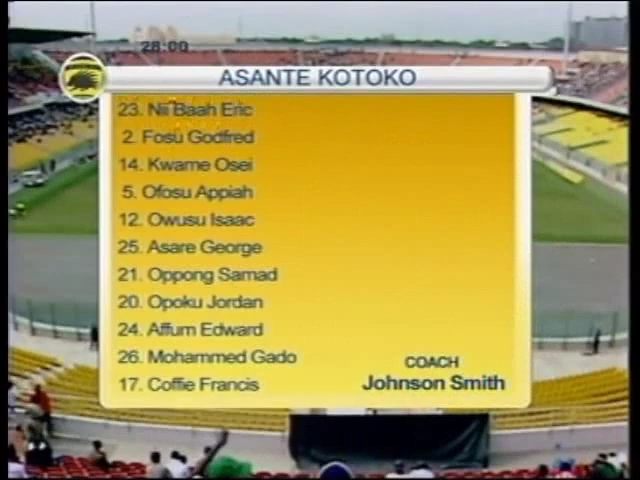 28:00
ASANTE KOTOKO
23. Nii Baah Eric
2. Fosu Godfred
14. Kwame Osei
5. Ofosu Appiah
12. Owusu Isaac
25. Asare George
21. Oppong Samad
20. Opoku Jordan
24. Affum Edward
26. Mohammed Gado
17. Coffie Francis
COACH
Johnson Smith